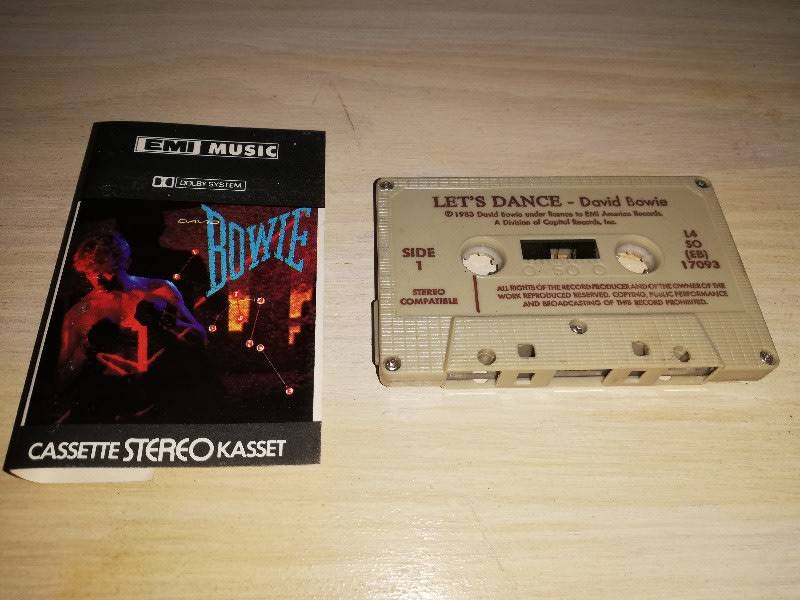 EMI MUSIC
DOLBY SYSTEM
DAVID
BOWIE
CASSETTE STEREO KASSET
LET'S DANCE - David Bowie
℗1983 David Bowie under licence to EMI America Records.
A Division of Capitol Records, Inc.
SIDE
1
L4
SO
(EB)
17093
STEREO
COMPATIBLE
ALL RIGHTS OF THE RECORD PRODUCER AND OF THE OWNER OF THE
WORK REPRODUCED RESERVED. COPYING, PUBLIC PERFORMANCE
AND BROADCASTING OF THIS RECORD PROHIBITED.